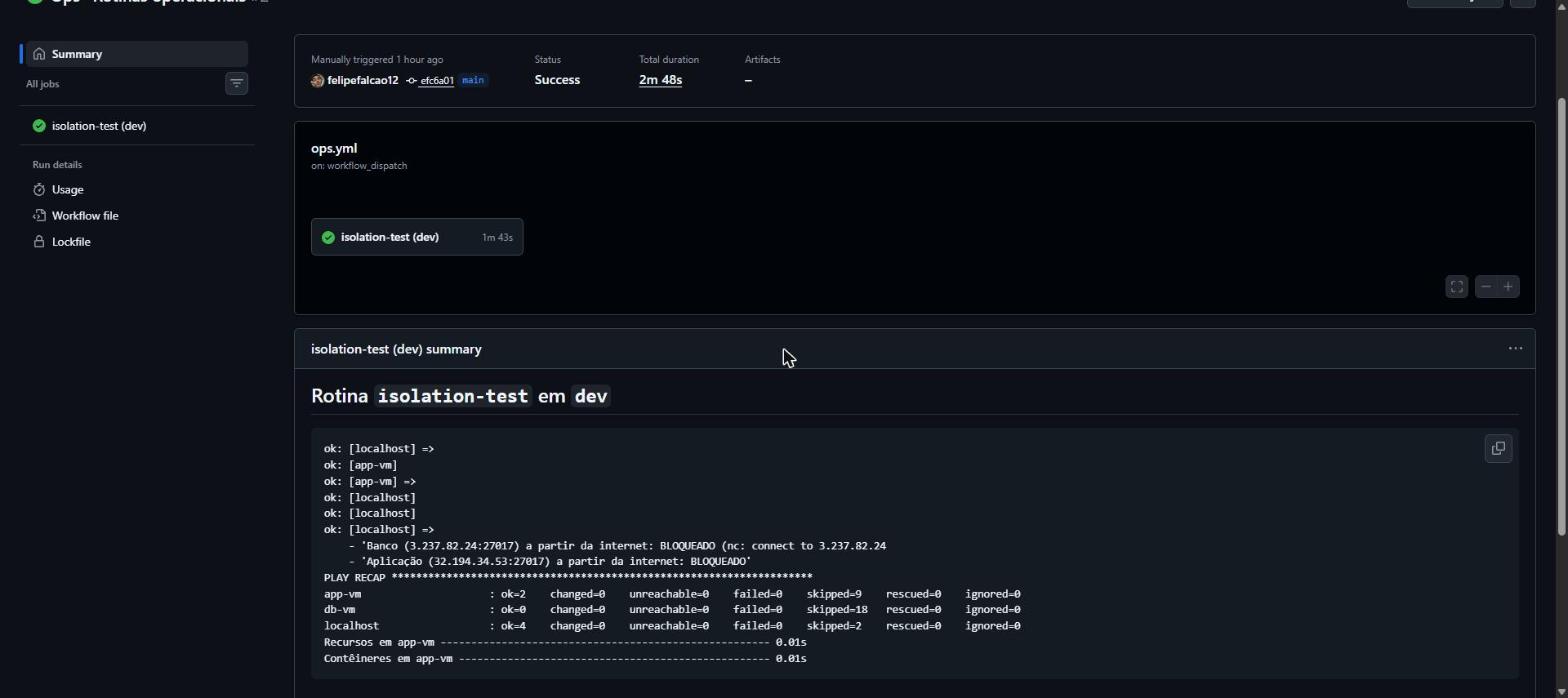 Ops - Rotinas operacionais
Summary
All jobs
isolation-test (dev)
Run details
Usage
Workflow file
Lockfile
Manually triggered 1 hour ago
felipefalcao12 efc6a01 main
Status
Success
Total duration
2m 48s
Artifacts
–
ops.yml
on: workflow_dispatch
isolation-test (dev) 1m 43s
isolation-test (dev) summary
Rotina isolation-test em dev
ok: [localhost] =>
ok: [app-vm]
ok: [app-vm] =>
ok: [localhost]
ok: [localhost]
ok: [localhost] =>
- 'Banco (3.237.82.24:27017) a partir da internet: BLOQUEADO (nc: connect to 3.237.82.24
- 'Aplicação (32.194.34.53:27017) a partir da internet: BLOQUEADO'
PLAY RECAP *********************************************************************
app-vm : ok=2 changed=0 unreachable=0 failed=0 skipped=9 rescued=0 ignored=0
db-vm : ok=0 changed=0 unreachable=0 failed=0 skipped=18 rescued=0 ignored=0
localhost : ok=4 changed=0 unreachable=0 failed=0 skipped=2 rescued=0 ignored=0
Recursos em app-vm ------------------------------------------------------ 0.01s
Contêineres em app-vm --------------------------------------------------- 0.01s